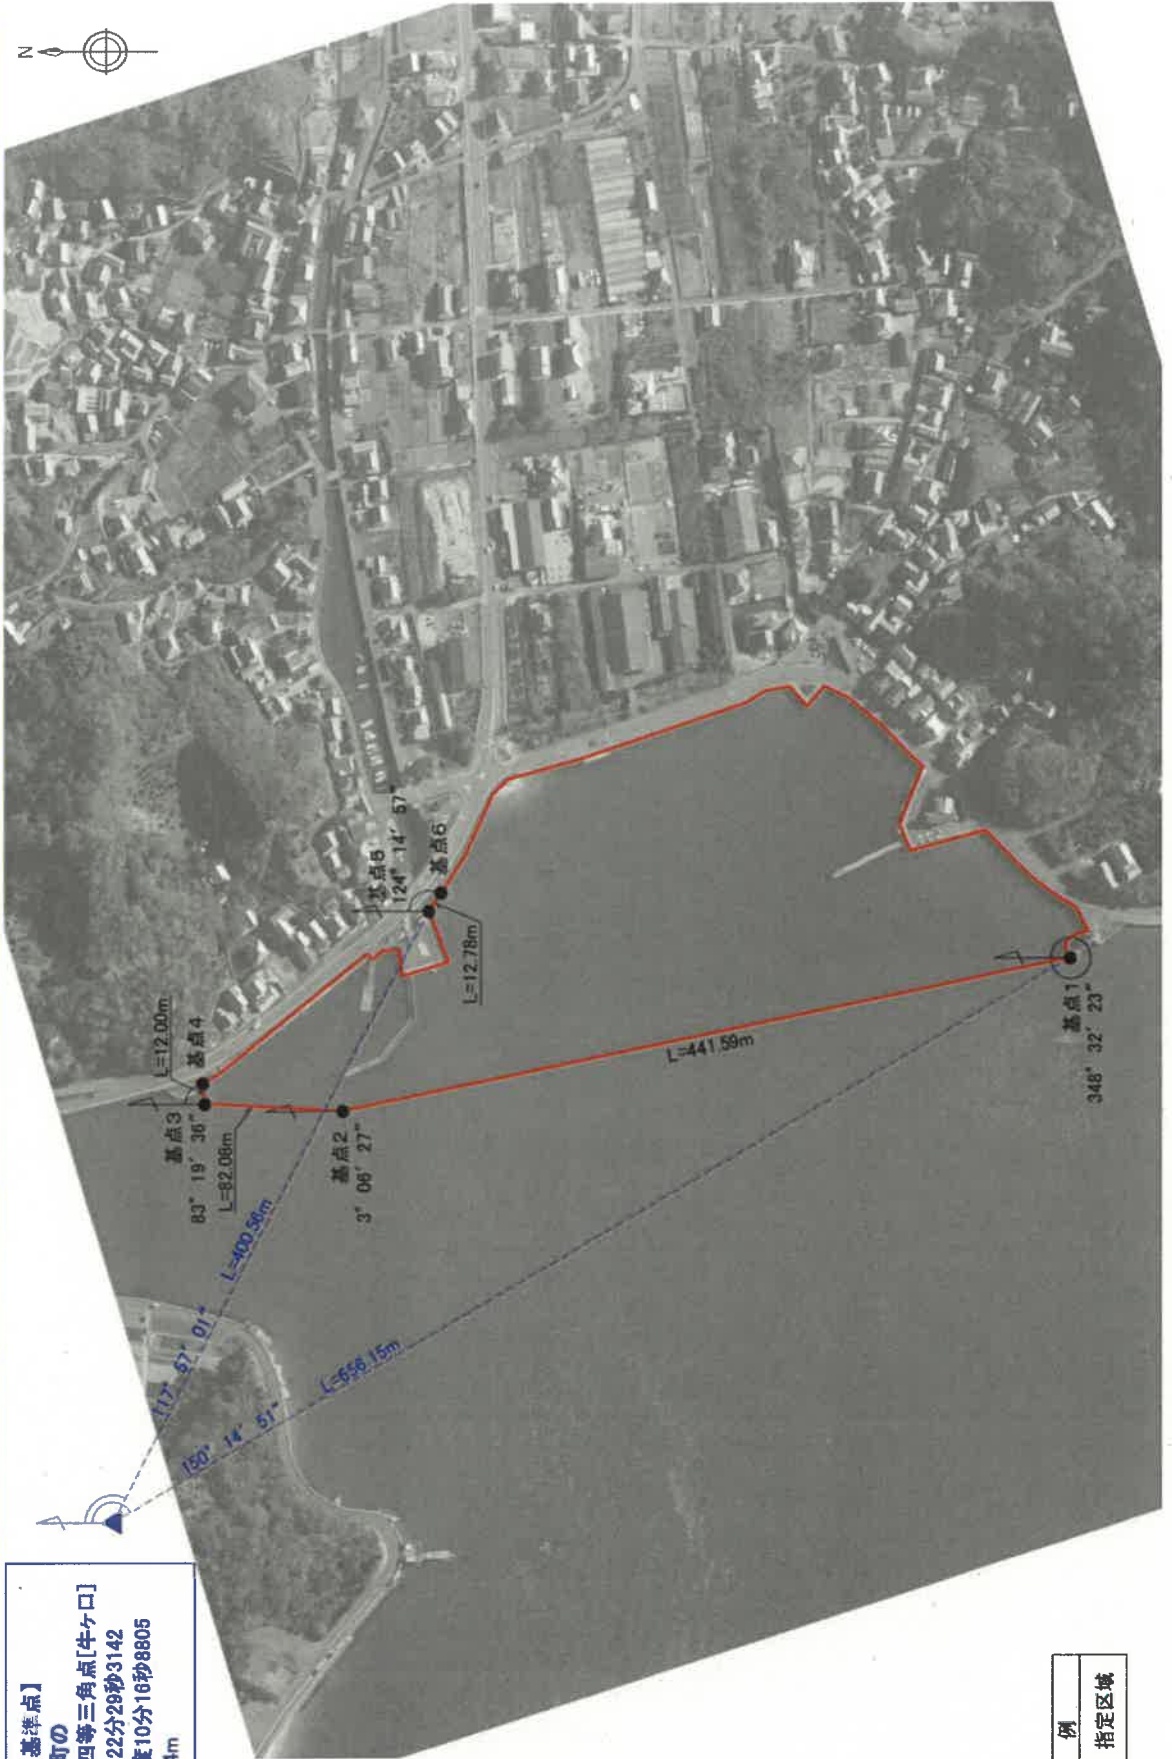 N
基準点】
町の
四等三角点[牛ケ口]
22分29秒3142
度10分16秒8805
m
117° 57′ 01″
L=400.56m
150° 14′ 51″
L=656.15m
基点3
83° 19′ 36″
L=82.08m
L=12.00m
基点4
基点2
3° 06′ 27″
基点5
124° 14′ 57″
基点6
L=12.78m
L=441.59m
基点1
348° 32′ 23″
例
指定区域